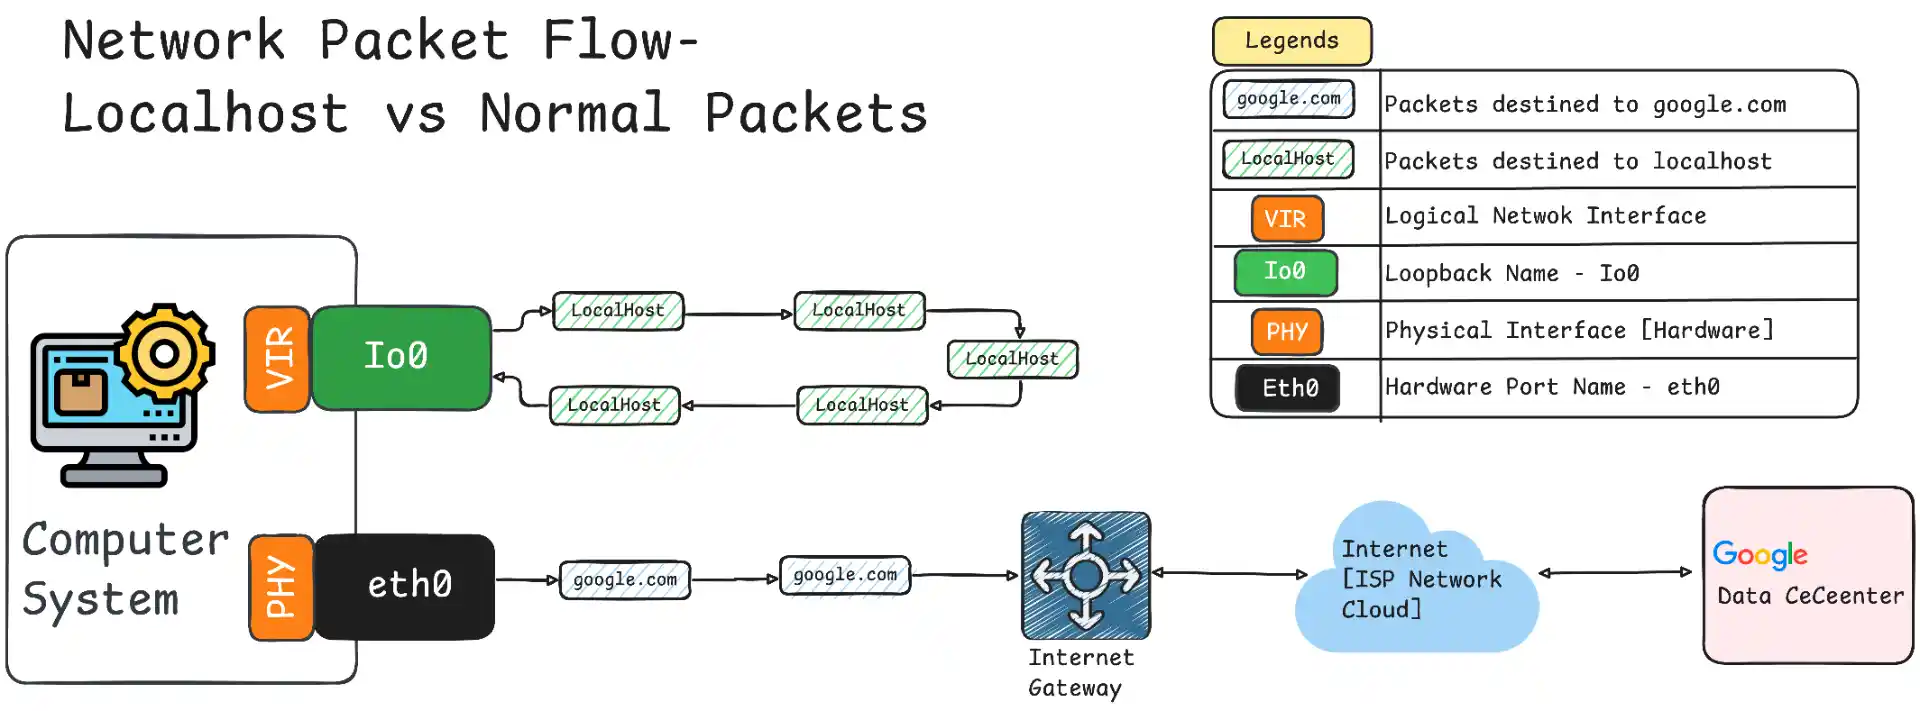 Network Packet Flow-
Localhost vs Normal Packets
Legends
google.com
Packets destined to google.com
LocalHost
Packets destined to localhost
VIR
Logical Netwok Interface
Io0
Loopback Name - Io0
PHY
Physical Interface [Hardware]
Eth0
Hardware Port Name - eth0
VIR
Io0
LocalHost
LocalHost
LocalHost
LocalHost
LocalHost
Computer
System
PHY
eth0
google.com
google.com
Internet
Gateway
Internet
[ISP Network
Cloud]
Google
Data CeCeenter